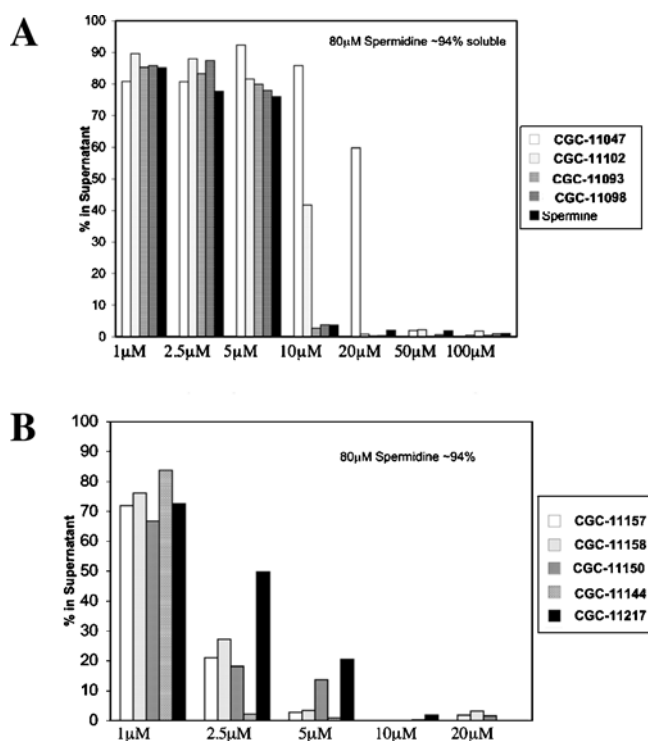 A
80µM Spermidine ~94% soluble
% in Supernatant
100
90
80
70
60
50
40
30
20
10
0
1µM 2.5µM 5µM 10µM 20µM 50µM 100µM
CGC-11047
CGC-11102
CGC-11093
CGC-11098
Spermine
B
80µM Spermidine ~94%
% in Supernatant
100
90
80
70
60
50
40
30
20
10
0
1µM 2.5µM 5µM 10µM 20µM
CGC-11157
CGC-11158
CGC-11150
CGC-11144
CGC-11217